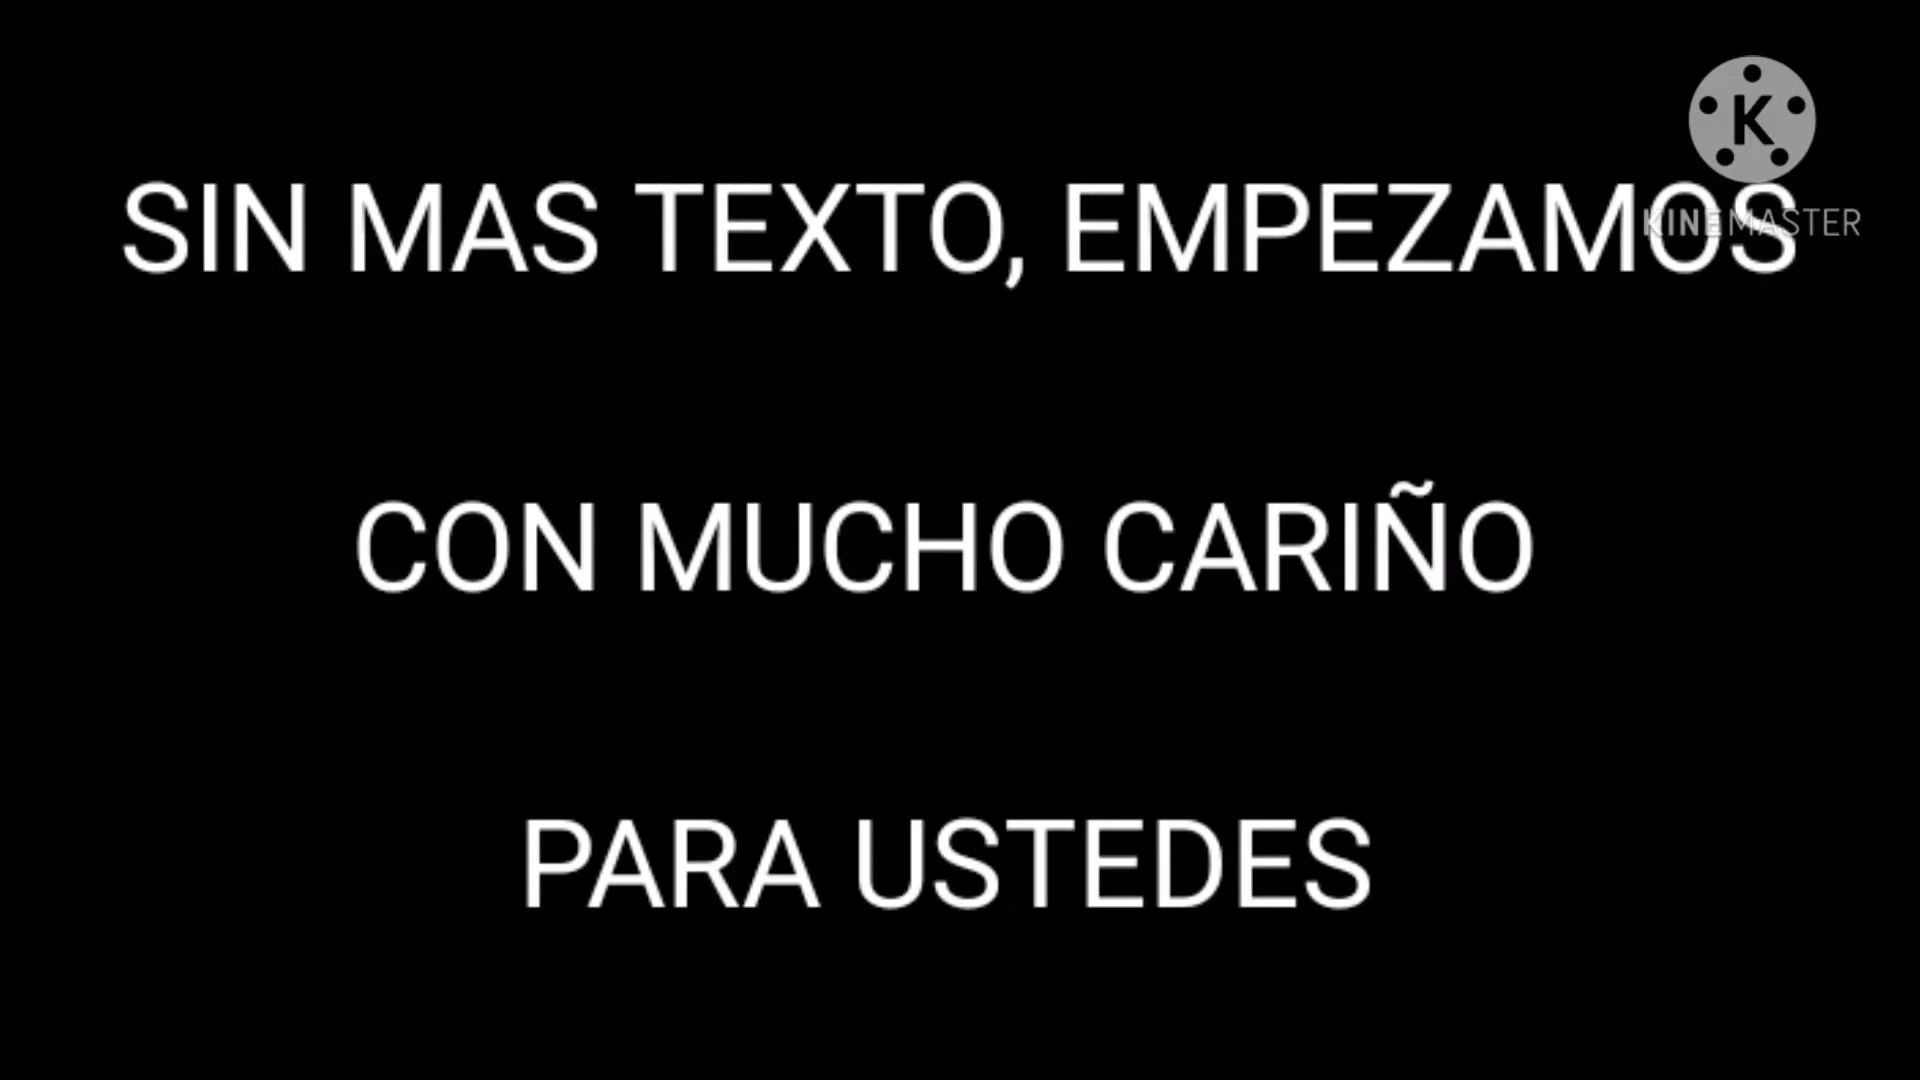 K
SIN MAS TEXTO, EMPEZAMOS
KINEMASTER
CON MUCHO CARIÑO
PARA USTEDES